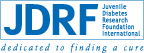 JDRF Juvenile
Diabetes
Research
Foundation
International
dedicated to finding a cure